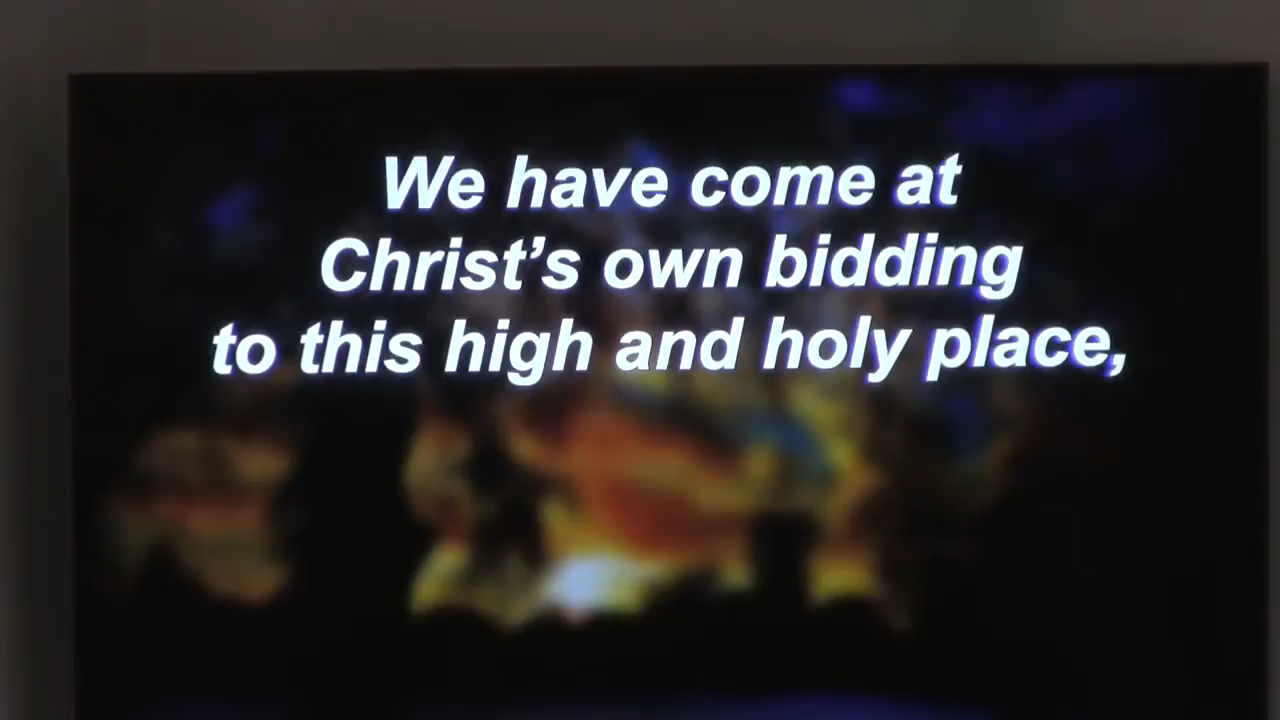 We have come at
Christ’s own bidding
to this high and holy place,